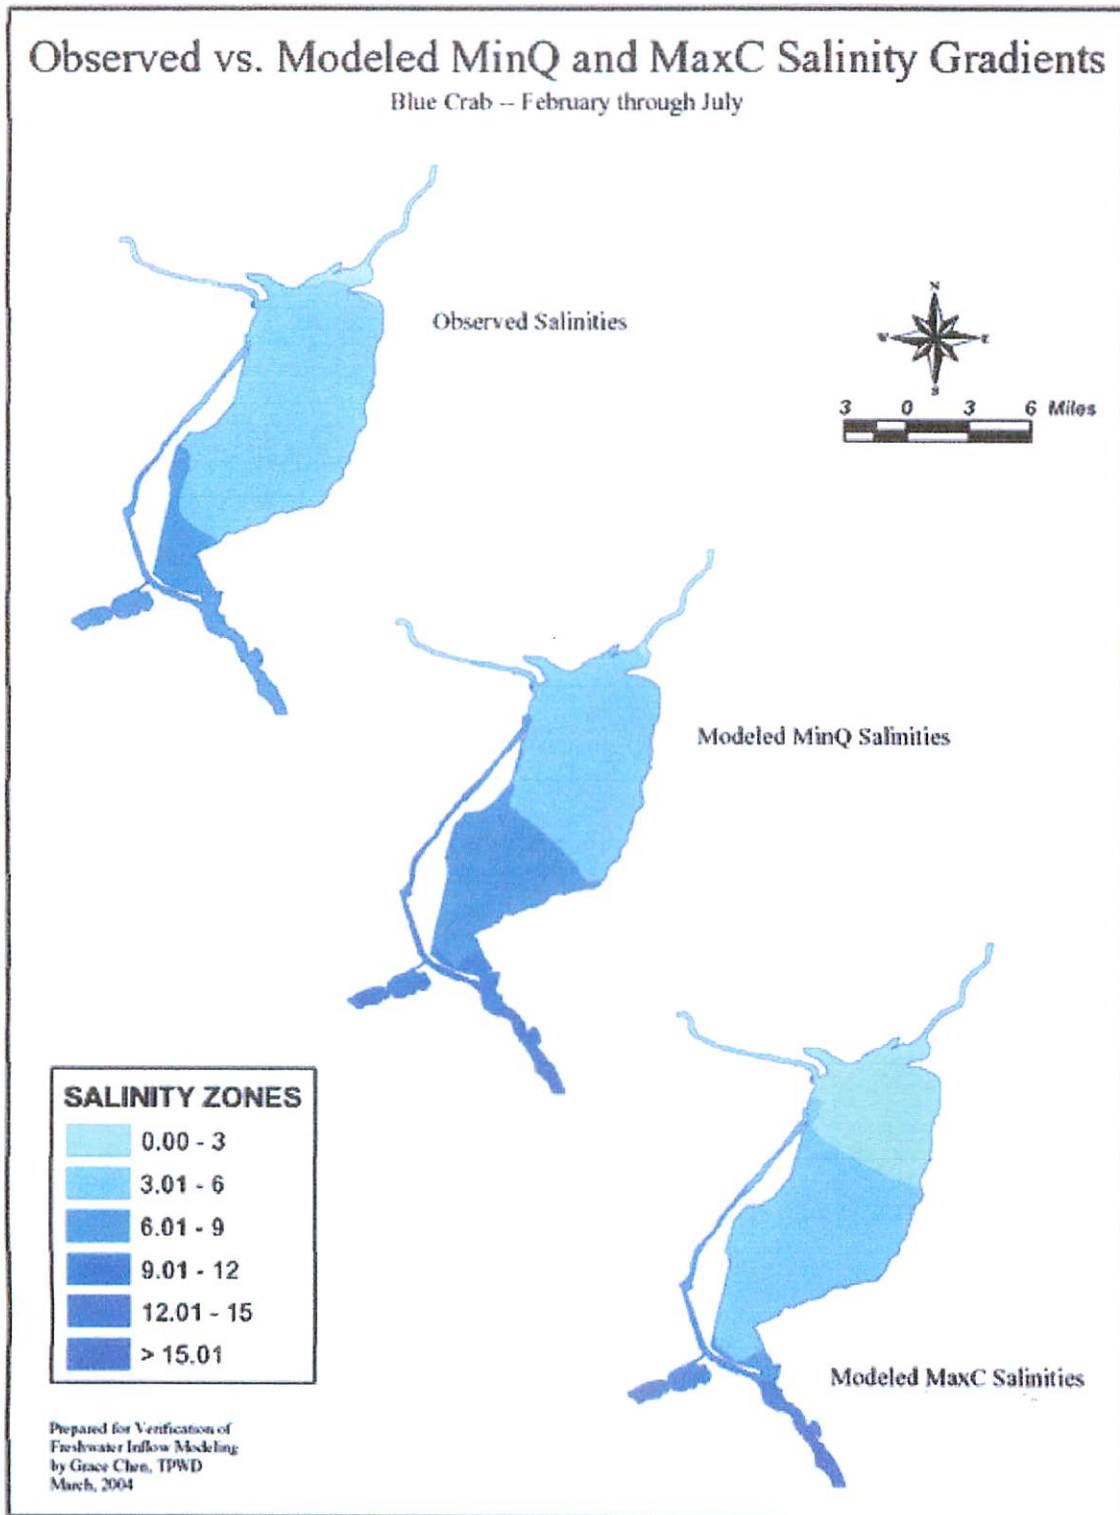 Observed vs. Modeled MinQ and MaxC Salinity Gradients
Blue Crab -- February through July
Observed Salinities
N
W E
S
3 0 3 6 Miles
Modeled MinQ Salinities
SALINITY ZONES
0.00 - 3
3.01 - 6
6.01 - 9
9.01 - 12
12.01 - 15
> 15.01
Modeled MaxC Salinities
Prepared for Verification of
Freshwater Inflow Modeling
by Grace Chen, TPWD
March, 2004